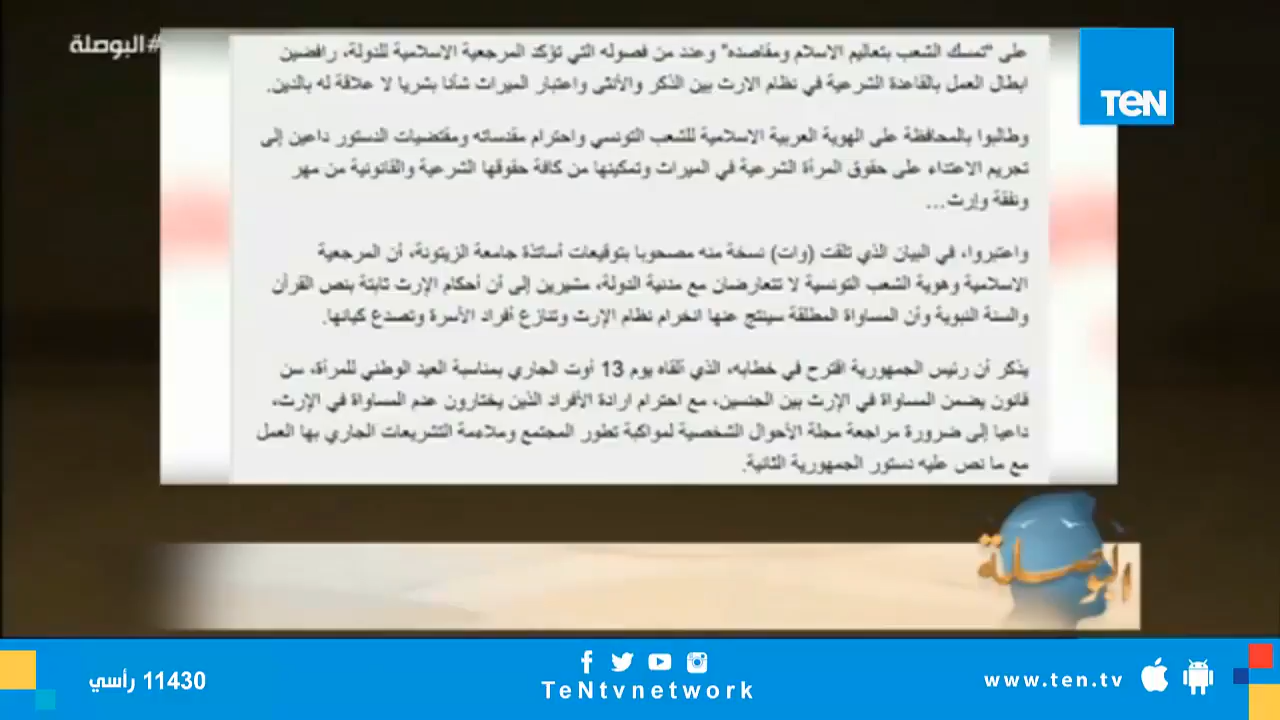 #البوصلة
TEN
على "تمسك الشعب بتعاليم الاسلام ومقاصده" وعدد من فصوله التي تؤكد المرجعية الاسلامية للدولة، رافضين
ابطال العمل بالقاعدة الشرعية في نظام الارث بين الذكر والأنثى واعتبار الميراث شأنا بشريا لا علاقة له بالدين.
وطالبوا بالمحافظة على الهوية العربية الاسلامية للشعب التونسي واحترام مقدساته ومقتضيات الدستور داعين إلى
تجريم الاعتداء على حقوق المرأة الشرعية في الميراث وتمكينها من كافة حقوقها الشرعية والقانونية من مهر
ونفقة وإرث...
واعتبروا، في البيان الذي تلقت (وات) نسخة منه مصحوبا بتوقيعات أساتذة جامعة الزيتونة، أن المرجعية
الاسلامية وهوية الشعب التونسية لا تتعارضان مع مدنية الدولة، مشيرين إلى أن أحكام الإرث ثابتة بنص القرآن
والسنة النبوية وأن المساواة المطلقة سينتج عنها انخرام نظام الإرث وتنازع أفراد الأسرة وتصدع كيانها.
يذكر أن رئيس الجمهورية اقترح في خطابه، الذي ألقاه يوم 13 أوت الجاري بمناسبة العيد الوطني للمرأة، سن
قانون يضمن المساواة في الإرث بين الجنسين، مع احترام ارادة الأفراد الذين يختارون عدم المساواة في الإرث،
داعيا إلى ضرورة مراجعة مجلة الأحوال الشخصية لمواكبة تطور المجتمع وملاءمة التشريعات الجاري بها العمل
مع ما نص عليه دستور الجمهورية الثانية.
البوصلة
11430 رأسي
TeNtvnetwork
www.ten.tv